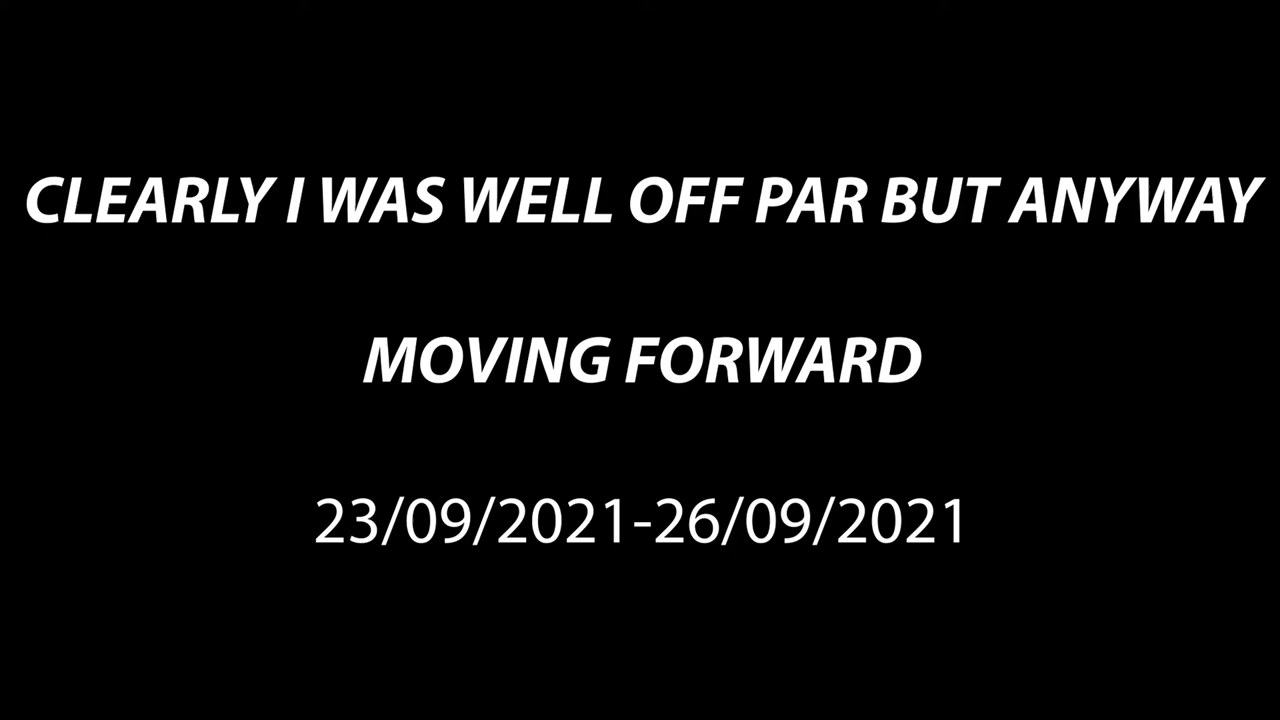 CLEARLY I WAS WELL OFF PAR BUT ANYWAY
MOVING FORWARD
23/09/2021-26/09/2021